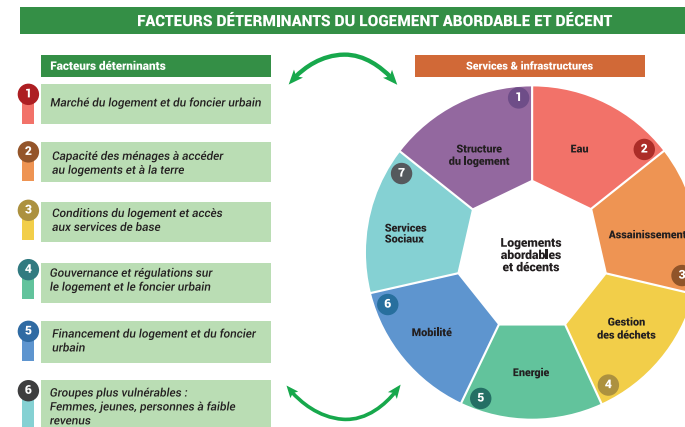 FACTEURS DÉTERMINANTS DU LOGEMENT ABORDABLE ET DÉCENT
Facteurs déterminants
1
Marché du logement et du foncier urbain
2
Capacité des ménages à accéder
au logements et à la terre
3
Conditions du logement et accès
aux services de base
4
Gouvernance et régulations sur
le logement et le foncier urbain
5
Financement du logement et du foncier
urbain
6
Groupes plus vulnérables :
Femmes, jeunes, personnes à faible
revenus
Services & infrastructures
1
Structure
du logement
Eau
2
Assainissement
3
Gestion
des déchets
4
Energie
5
Mobilité
6
Services
Sociaux
7
Logements
abordables
et décents